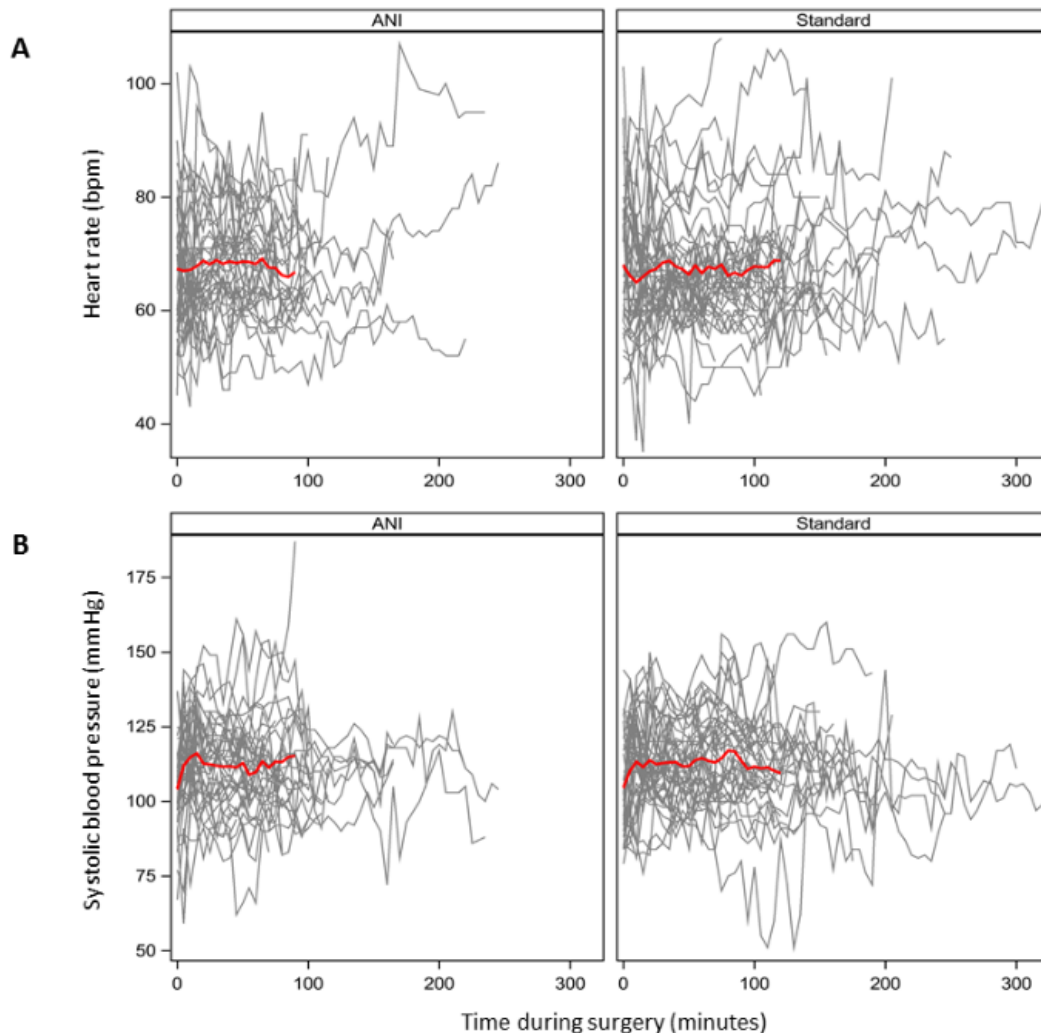 A
ANI
Standard
Heart rate (bpm)
100
80
60
40
0
100
200
300
0
100
200
300
B
ANI
Standard
Systolic blood pressure (mmHg)
175
150
125
100
75
50
0
100
200
300
0
100
200
300
Time during surgery (minutes)